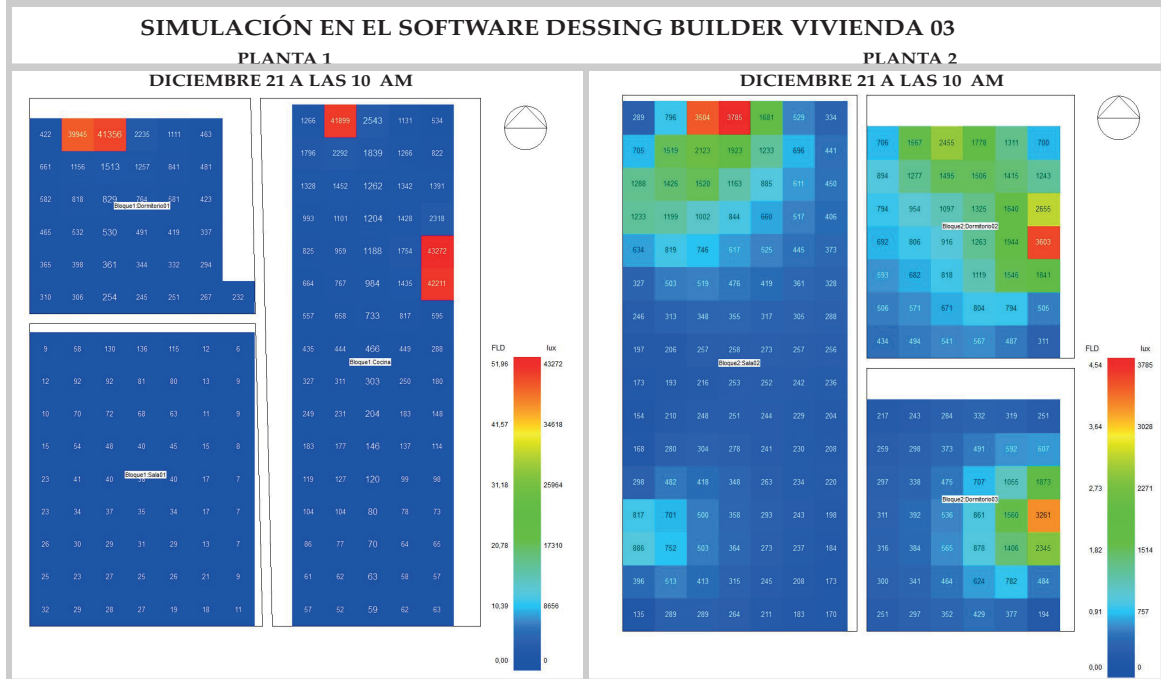 SIMULACIÓN EN EL SOFTWARE DESSING BUILDER VIVIENDA 03
PLANTA 1
DICIEMBRE 21 A LAS 10 AM
422 39945 41356 2235 1111 463
661 1156 1513 1257 841 481
582 818 829 764 581 423
Bloque1:Dormitorio01
465 532 530 491 419 337
365 398 361 344 332 294
310 306 254 245 251 267 232
9 58 130 136 115 12 6
12 92 92 81 80 13 9
10 70 72 68 63 11 9
15 54 48 40 45 15 8
Bloque1:Sala01
23 41 40 40 17 7
23 34 37 35 34 17 7
26 30 29 31 29 13 7
25 23 27 25 26 21 9
32 29 28 27 19 18 11
1266 41899 2543 1131 534
1796 2292 1839 1266 822
1328 1452 1262 1342 1391
993 1101 1204 1428 2318
825 959 1188 1754 43272
664 767 984 1435 42211
557 658 733 817 595
435 444 466 449 288
Bloque1:Cocina
327 311 303 250 180
249 231 204 183 148
183 177 146 137 114
119 127 120 99 98
104 104 80 78 73
86 77 70 64 65
61 62 63 58 57
57 52 59 62 63
FLD lux
51,96 43272
41,57 34618
31,18 25964
20,78 17310
10,39 8656
0,00 0
PLANTA 2
DICIEMBRE 21 A LAS 10 AM
289 796 3504 3785 1681 529 334
705 1519 2123 1923 1233 696 441
1288 1426 1520 1163 885 611 450
1233 1199 1002 844 660 517 406
634 819 746 617 525 445 373
327 503 519 476 419 361 328
246 313 348 355 317 305 288
197 206 257 258 273 257 256
Bloque2:Sala02
173 193 216 253 252 242 236
154 210 248 251 244 229 204
168 280 304 278 241 230 208
298 482 418 348 263 234 220
817 701 500 358 293 243 198
886 752 503 364 273 237 184
396 513 413 315 245 208 173
135 289 289 264 211 183 170
706 1567 2455 1778 1311 700
894 1277 1495 1506 1415 1243
794 954 1097 1325 1640 2655
Bloque2:Dormitorio02
692 806 916 1263 1944 3603
593 682 818 1119 1546 1841
506 571 671 804 794 505
434 494 541 567 487 311
217 243 284 332 319 251
259 298 373 491 592 607
297 338 475 707 1055 1873
Bloque2:Dormitorio03
311 392 536 861 1560 3261
316 384 565 878 1406 2345
300 341 464 624 782 484
251 297 352 429 377 194
FLD lux
4,54 3785
3,64 3028
2,73 2271
1,82 1514
0,91 757
0,00 0